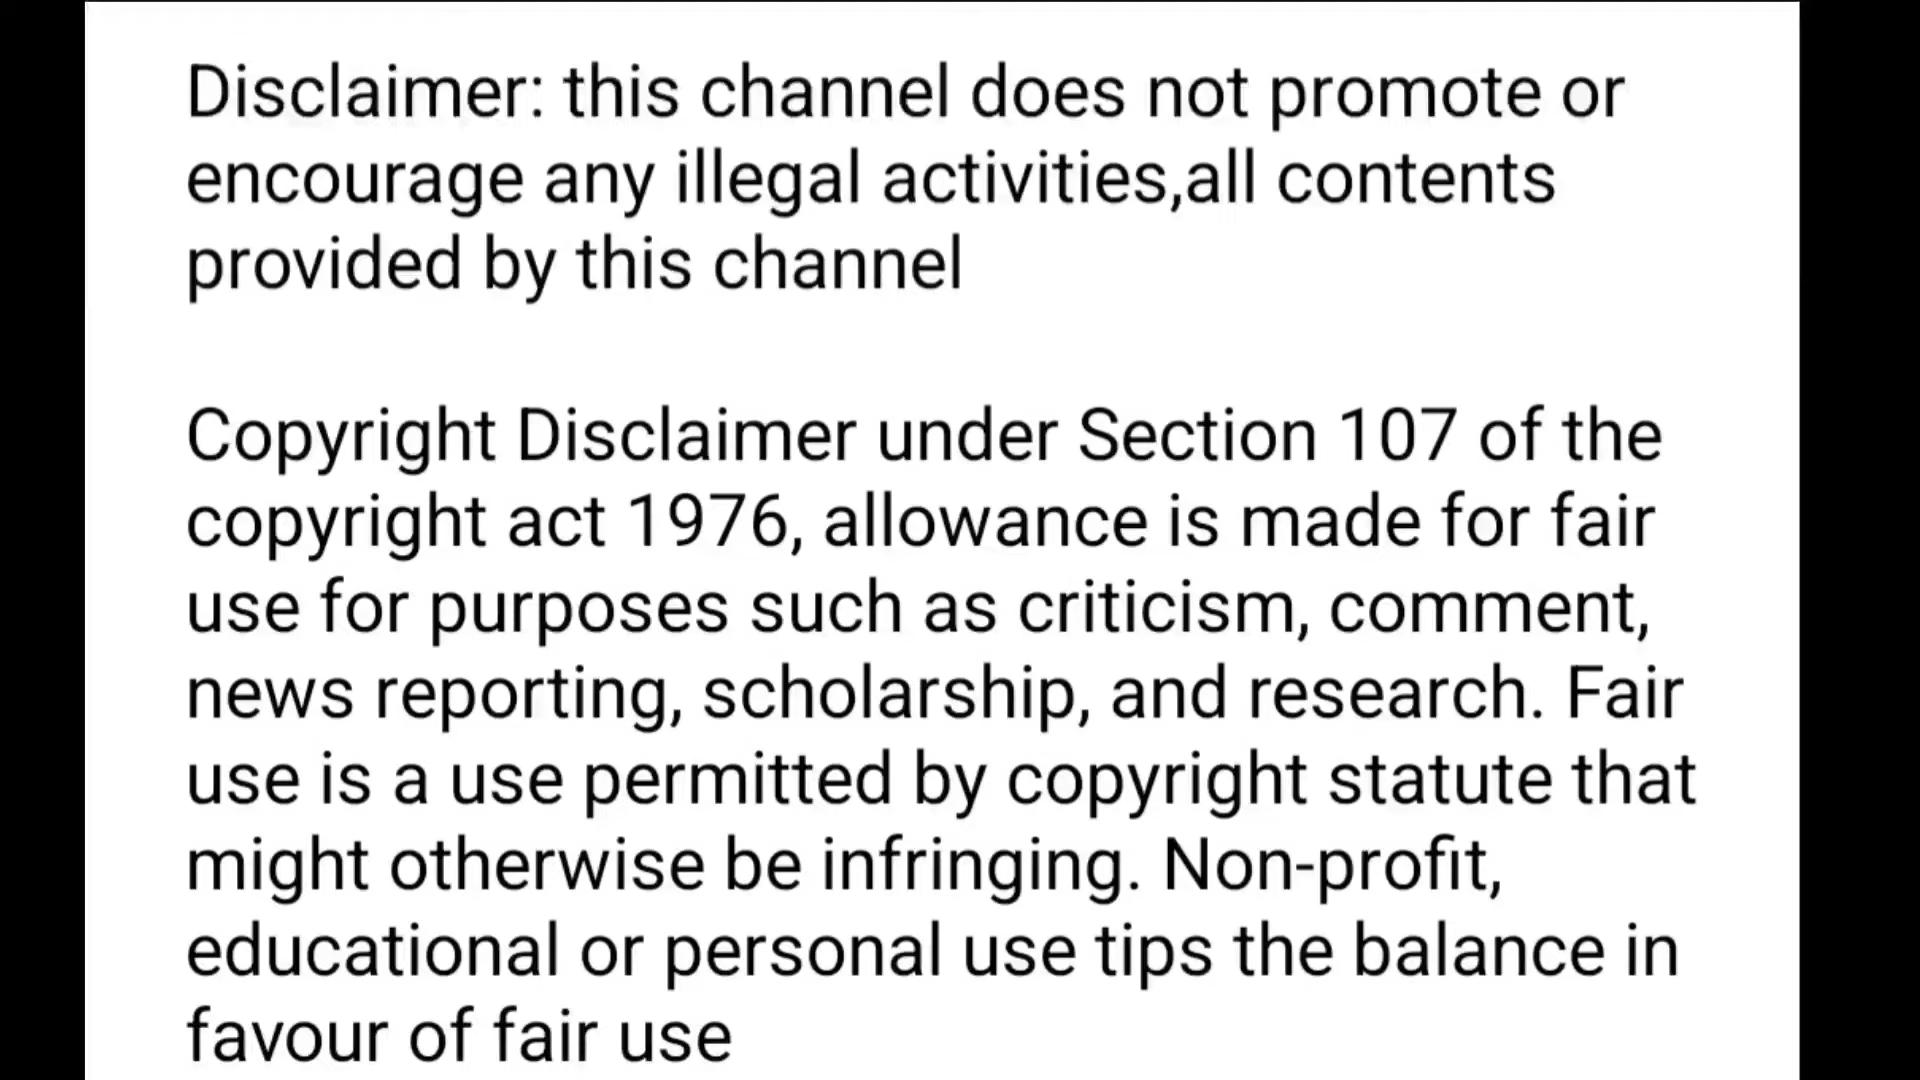 Disclaimer: this channel does not promote or
encourage any illegal activities,all contents
provided by this channel
Copyright Disclaimer under Section 107 of the
copyright act 1976, allowance is made for fair
use for purposes such as criticism, comment,
news reporting, scholarship, and research. Fair
use is a use permitted by copyright statute that
might otherwise be infringing. Non-profit,
educational or personal use tips the balance in
favour of fair use